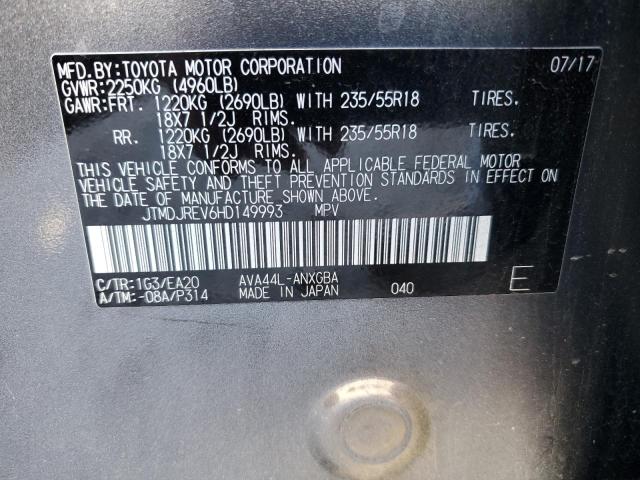 MFD.BY:TOYOTA MOTOR CORPORATION 07/17
GVWR:2250KG (4960LB)
GAWR:FRT. 1220KG (2690LB) WITH 235/55R18 TIRES.
18X7 1/2J RIMS.
RR. 1220KG (2690LB) WITH 235/55R18 TIRES.
18X7 1/2J RIMS.
THIS VEHICLE CONFORMS TO ALL APPLICABLE FEDERAL MOTOR
VEHICLE SAFETY AND THEFT PREVENTION STANDARDS IN EFFECT ON
THE DATE OF MANUFACTURE SHOWN ABOVE.
JTMDJREV6HD149993 MPV
C/TR:1G3/EA20 AVA44L-ANXGBA
A/TM:-08A/P314 MADE IN JAPAN 040 E